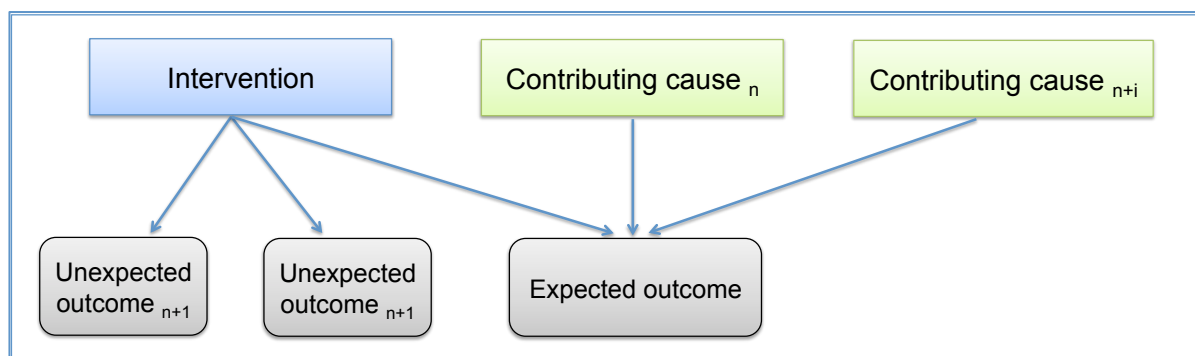 Intervention
Contributing cause n
Contributing cause n+i
Unexpected
outcome n+1
Unexpected
outcome n+1
Expected outcome